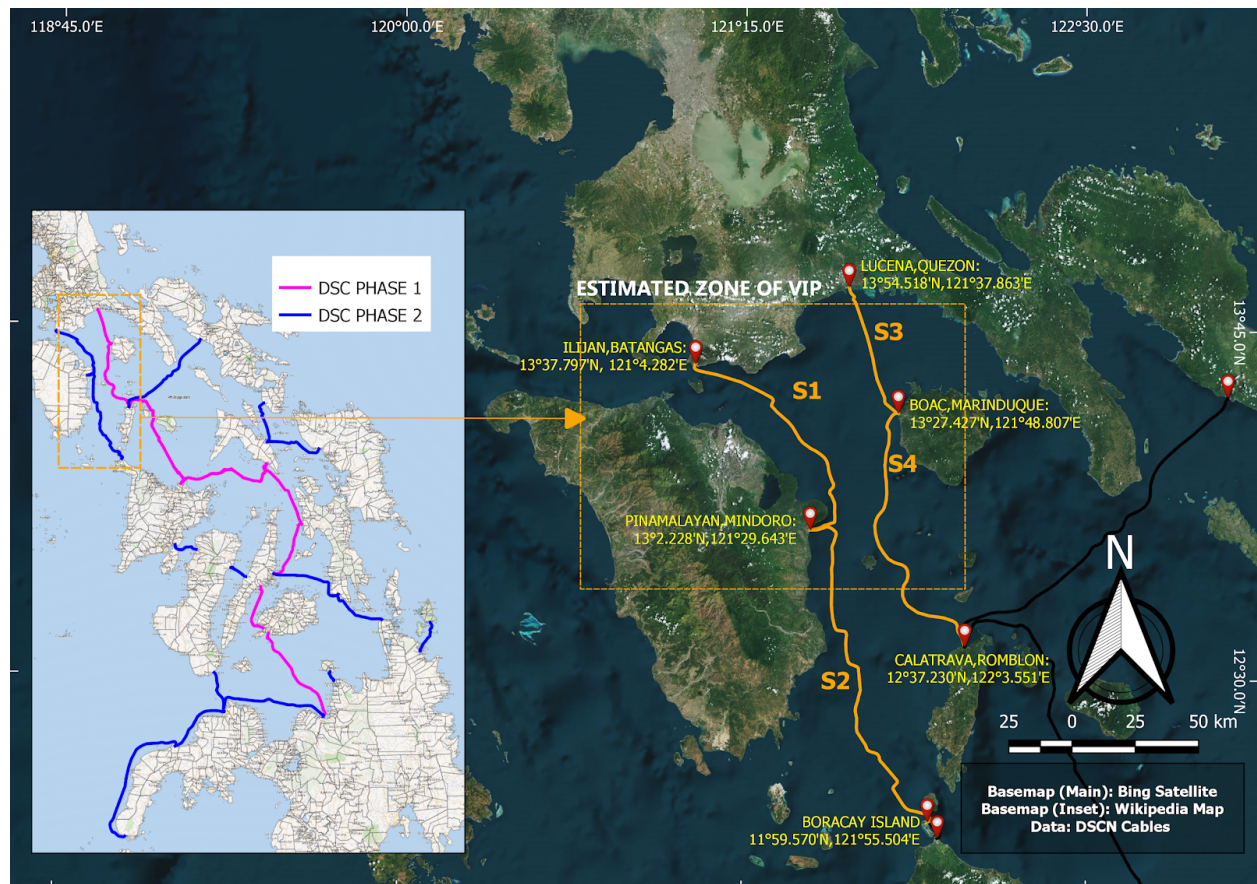 118°45.0'E
120°00.0'E
121°15.0'E
122°30.0'E
DSC PHASE 1
DSC PHASE 2
ESTIMATED ZONE OF VIP
LUCENA,QUEZON:
13°54.518'N,121°37.863'E
S3
13°45.0'N
ILIJAN,BATANGAS:
13°37.797'N, 121°4.282'E
S1
BOAC,MARINDUQUE:
13°27.427'N,121°48.807'E
S4
PINAMALAYAN,MINDORO:
13°2.228'N,121°29.643'E
N
CALATRAVA,ROMBLON:
12°37.230'N,122°3.551'E
12°30.0'N
S2
25 0 25 50 km
Basemap (Main): Bing Satellite
Basemap (Inset): Wikipedia Map
Data: DSCN Cables
BORACAY ISLAND
11°59.570'N,121°55.504'E